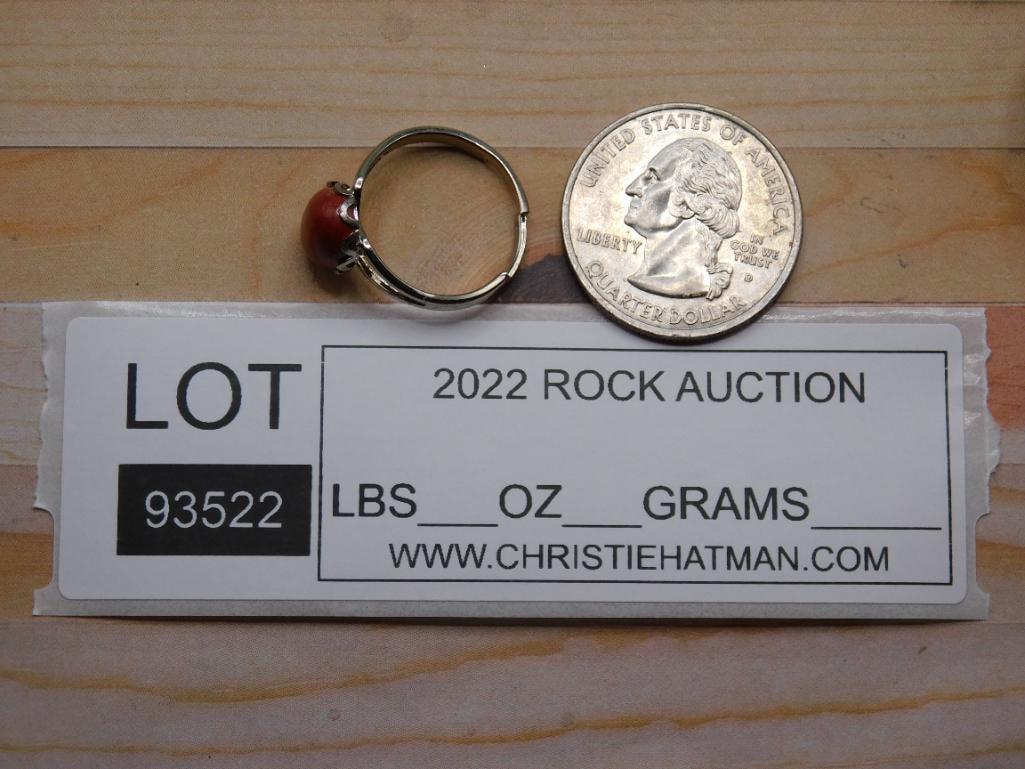 UNITED STATES OF AMERICA
LIBERTY
IN
GOD WE
TRUST
D
QUARTER DOLLAR
LOT
93522
2022 ROCK AUCTION
LBS___OZ___GRAMS_____
WWW.CHRISTIEHATMAN.COM